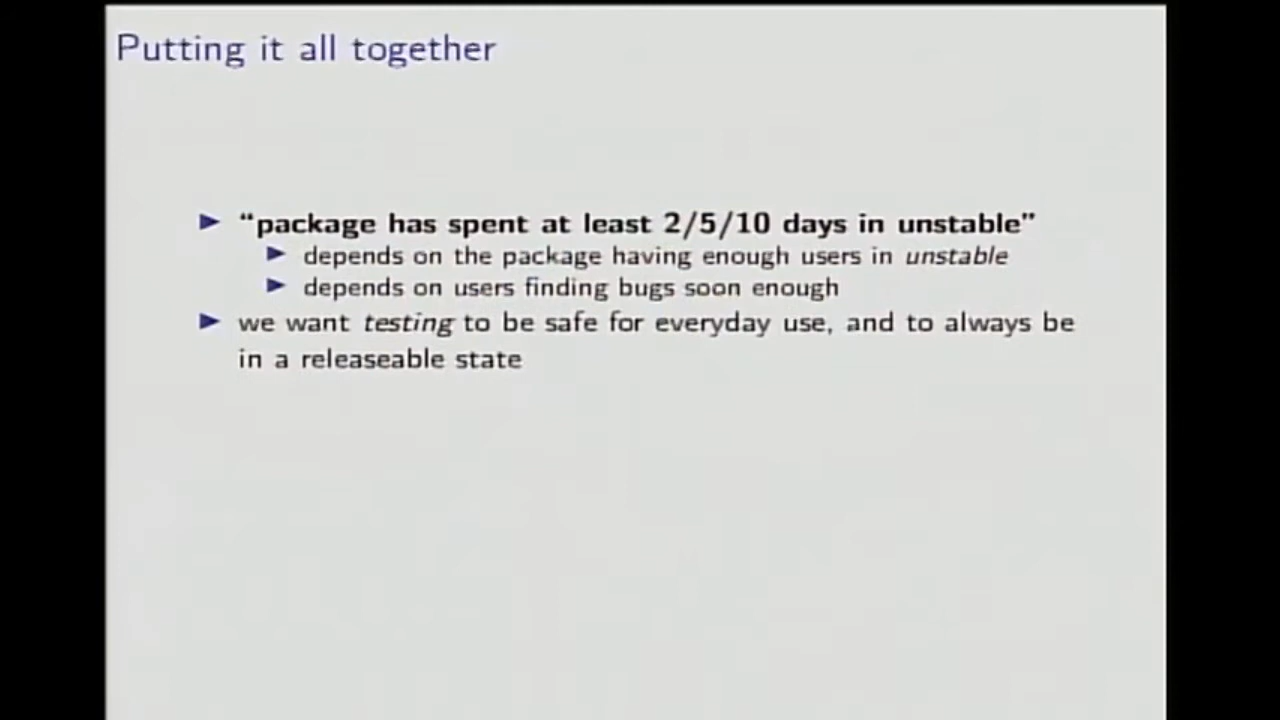 Putting it all together
“package has spent at least 2/5/10 days in unstable”
depends on the package having enough users in unstable
depends on users finding bugs soon enough
we want testing to be safe for everyday use, and to always be
in a releaseable state